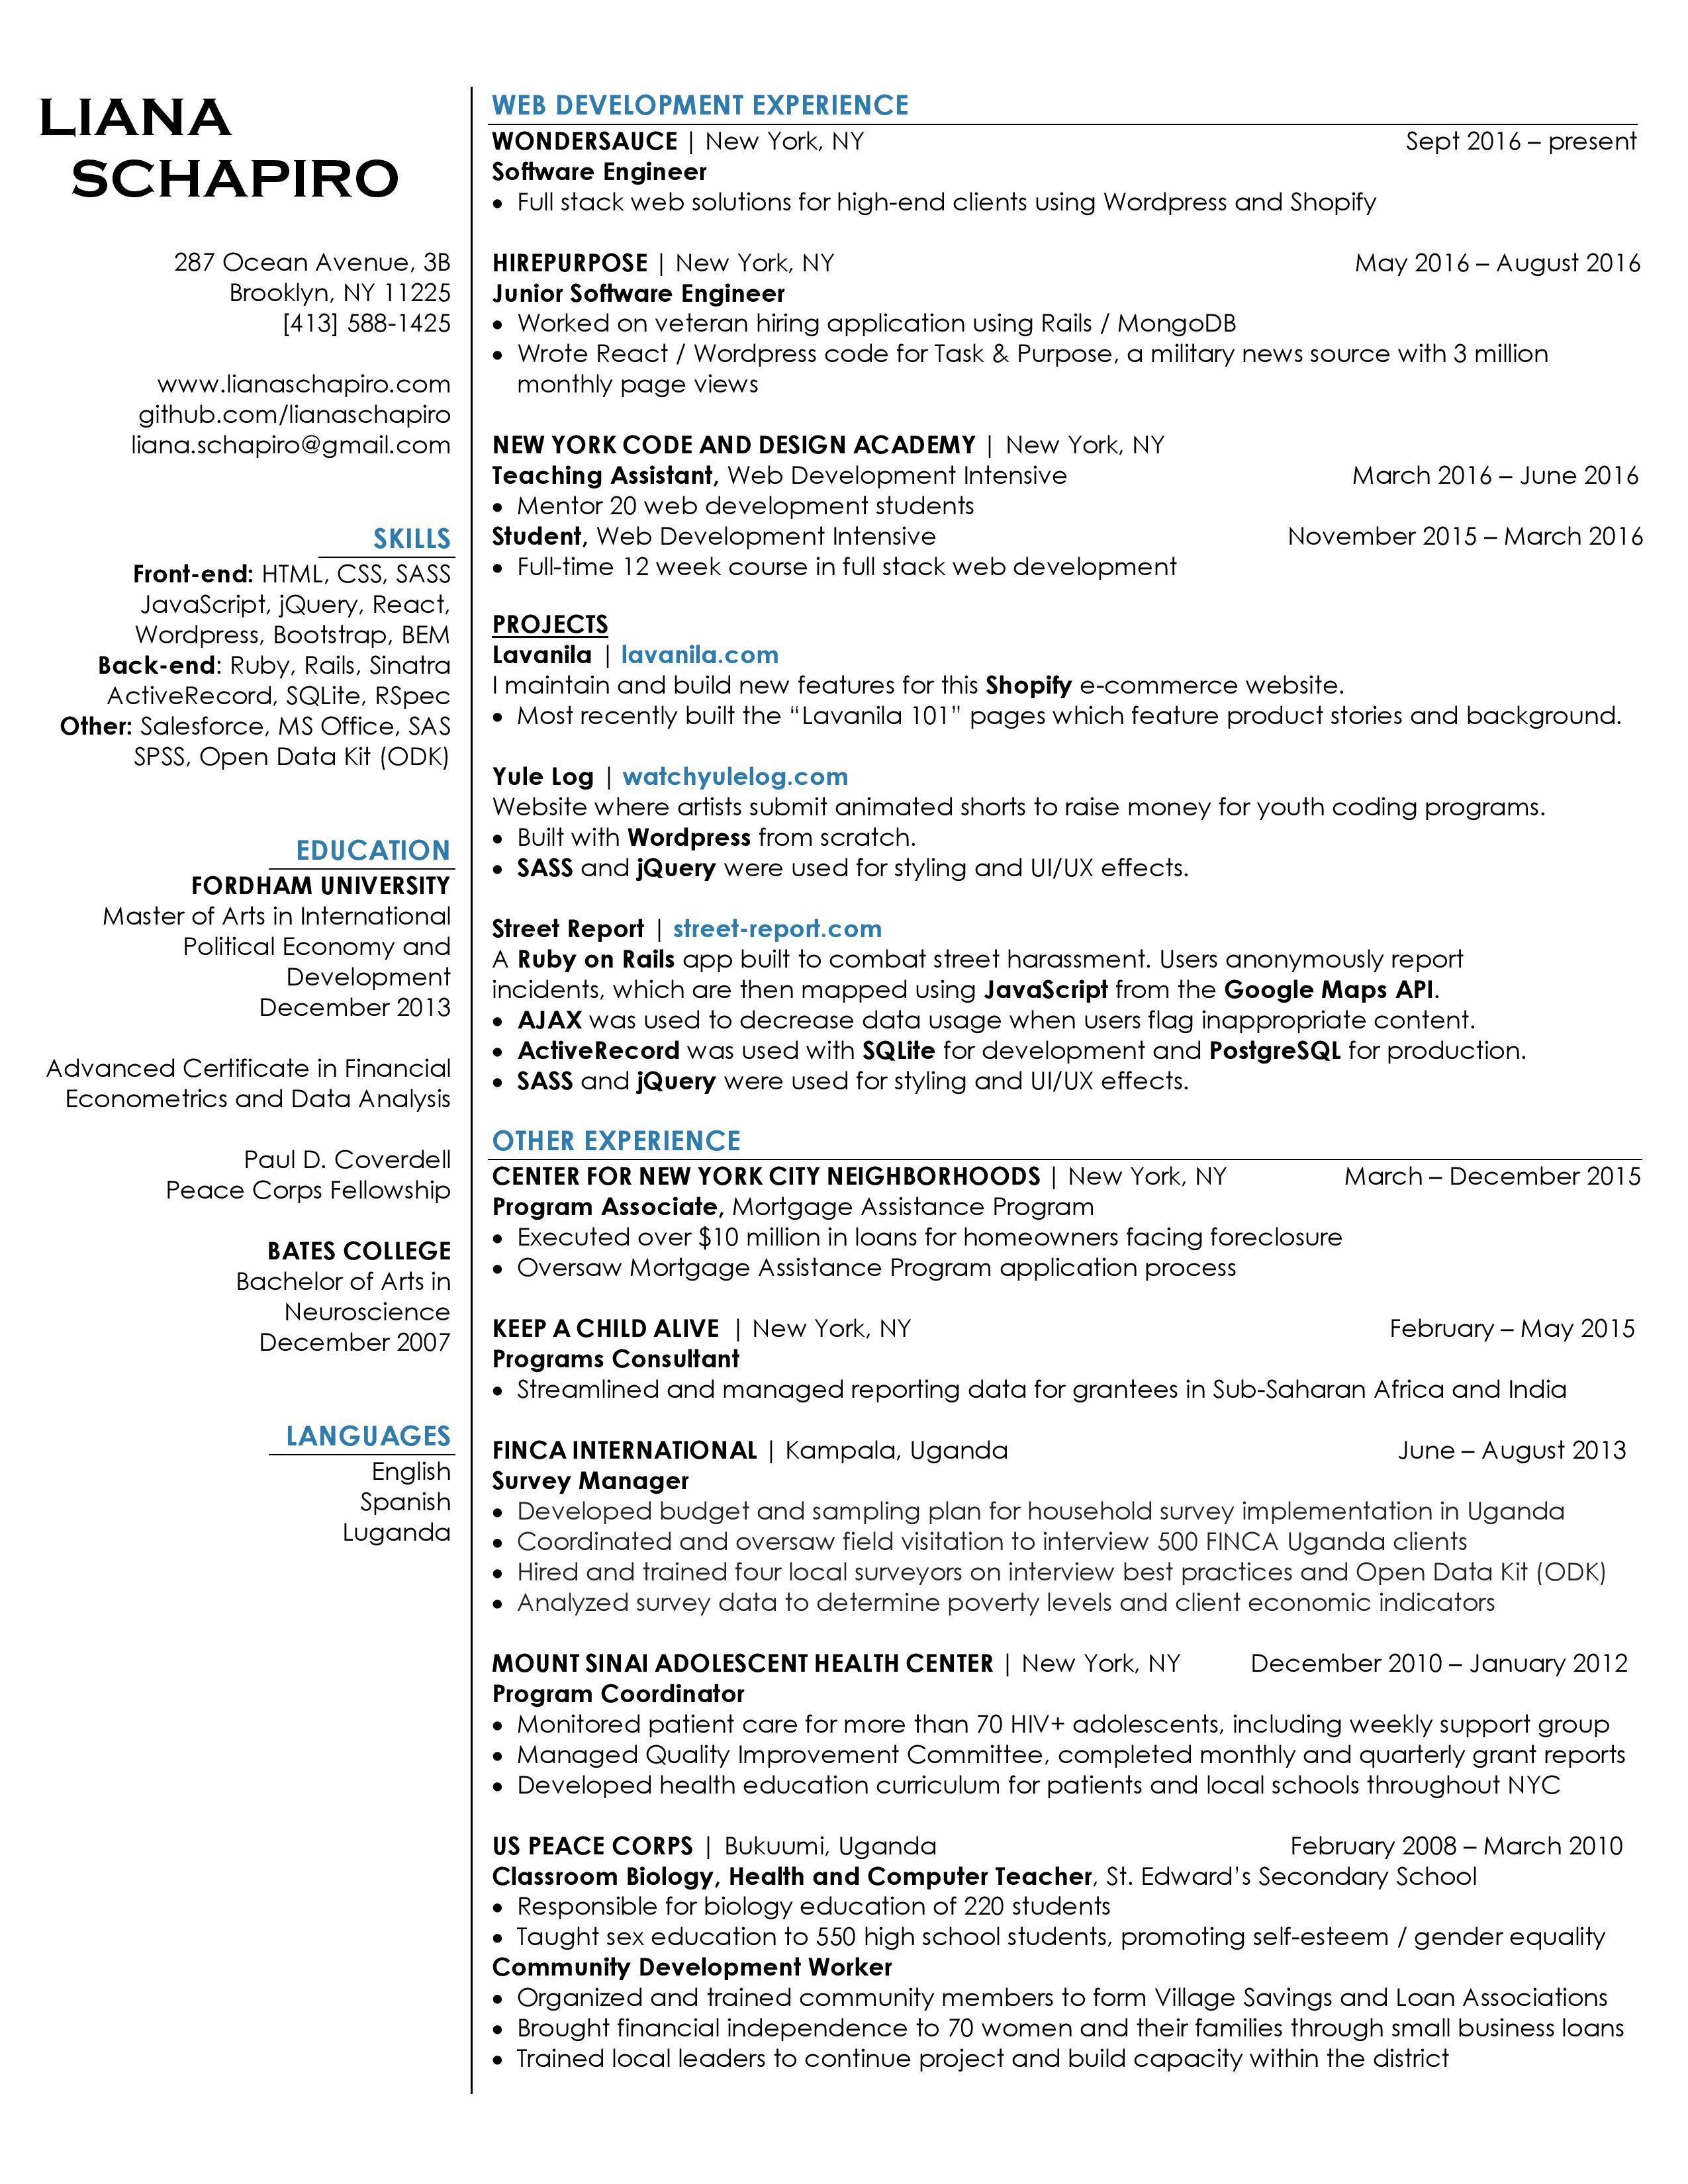 LIANA
SCHAPIRO
287 Ocean Avenue, 3B
Brooklyn, NY 11225
[413] 588-1425
www.lianaschapiro.com
github.com/lianaschapiro
liana.schapiro@gmail.com
SKILLS
Front-end: HTML, CSS, SASS
JavaScript, jQuery, React,
Wordpress, Bootstrap, BEM
Back-end: Ruby, Rails, Sinatra
ActiveRecord, SQLite, RSpec
Other: Salesforce, MS Office, SAS
SPSS, Open Data Kit (ODK)
EDUCATION
FORDHAM UNIVERSITY
Master of Arts in International
Political Economy and
Development
December 2013
Advanced Certificate in Financial
Econometrics and Data Analysis
Paul D. Coverdell
Peace Corps Fellowship
BATES COLLEGE
Bachelor of Arts in
Neuroscience
December 2007
LANGUAGES
English
Spanish
Luganda
WEB DEVELOPMENT EXPERIENCE
WONDERSAUCE | New York, NY Sept 2016 – present
Software Engineer
• Full stack web solutions for high-end clients using Wordpress and Shopify
HIREPURPOSE | New York, NY May 2016 – August 2016
Junior Software Engineer
• Worked on veteran hiring application using Rails / MongoDB
• Wrote React / Wordpress code for Task & Purpose, a military news source with 3 million
monthly page views
NEW YORK CODE AND DESIGN ACADEMY | New York, NY
Teaching Assistant, Web Development Intensive March 2016 – June 2016
• Mentor 20 web development students
Student, Web Development Intensive November 2015 – March 2016
• Full-time 12 week course in full stack web development
PROJECTS
Lavanila | lavanila.com
I maintain and build new features for this Shopify e-commerce website.
• Most recently built the “Lavanila 101” pages which feature product stories and background.
Yule Log | watchyulelog.com
Website where artists submit animated shorts to raise money for youth coding programs.
• Built with Wordpress from scratch.
• SASS and jQuery were used for styling and UI/UX effects.
Street Report | street-report.com
A Ruby on Rails app built to combat street harassment. Users anonymously report
incidents, which are then mapped using JavaScript from the Google Maps API.
• AJAX was used to decrease data usage when users flag inappropriate content.
• ActiveRecord was used with SQLite for development and PostgreSQL for production.
• SASS and jQuery were used for styling and UI/UX effects.
OTHER EXPERIENCE
CENTER FOR NEW YORK CITY NEIGHBORHOODS | New York, NY March – December 2015
Program Associate, Mortgage Assistance Program
• Executed over $10 million in loans for homeowners facing foreclosure
• Oversaw Mortgage Assistance Program application process
KEEP A CHILD ALIVE | New York, NY February – May 2015
Programs Consultant
• Streamlined and managed reporting data for grantees in Sub-Saharan Africa and India
FINCA INTERNATIONAL | Kampala, Uganda June – August 2013
Survey Manager
• Developed budget and sampling plan for household survey implementation in Uganda
• Coordinated and oversaw field visitation to interview 500 FINCA Uganda clients
• Hired and trained four local surveyors on interview best practices and Open Data Kit (ODK)
• Analyzed survey data to determine poverty levels and client economic indicators
MOUNT SINAI ADOLESCENT HEALTH CENTER | New York, NY December 2010 – January 2012
Program Coordinator
• Monitored patient care for more than 70 HIV+ adolescents, including weekly support group
• Managed Quality Improvement Committee, completed monthly and quarterly grant reports
• Developed health education curriculum for patients and local schools throughout NYC
US PEACE CORPS | Bukuumi, Uganda February 2008 – March 2010
Classroom Biology, Health and Computer Teacher, St. Edward’s Secondary School
• Responsible for biology education of 220 students
• Taught sex education to 550 high school students, promoting self-esteem / gender equality
Community Development Worker
• Organized and trained community members to form Village Savings and Loan Associations
• Brought financial independence to 70 women and their families through small business loans
• Trained local leaders to continue project and build capacity within the district